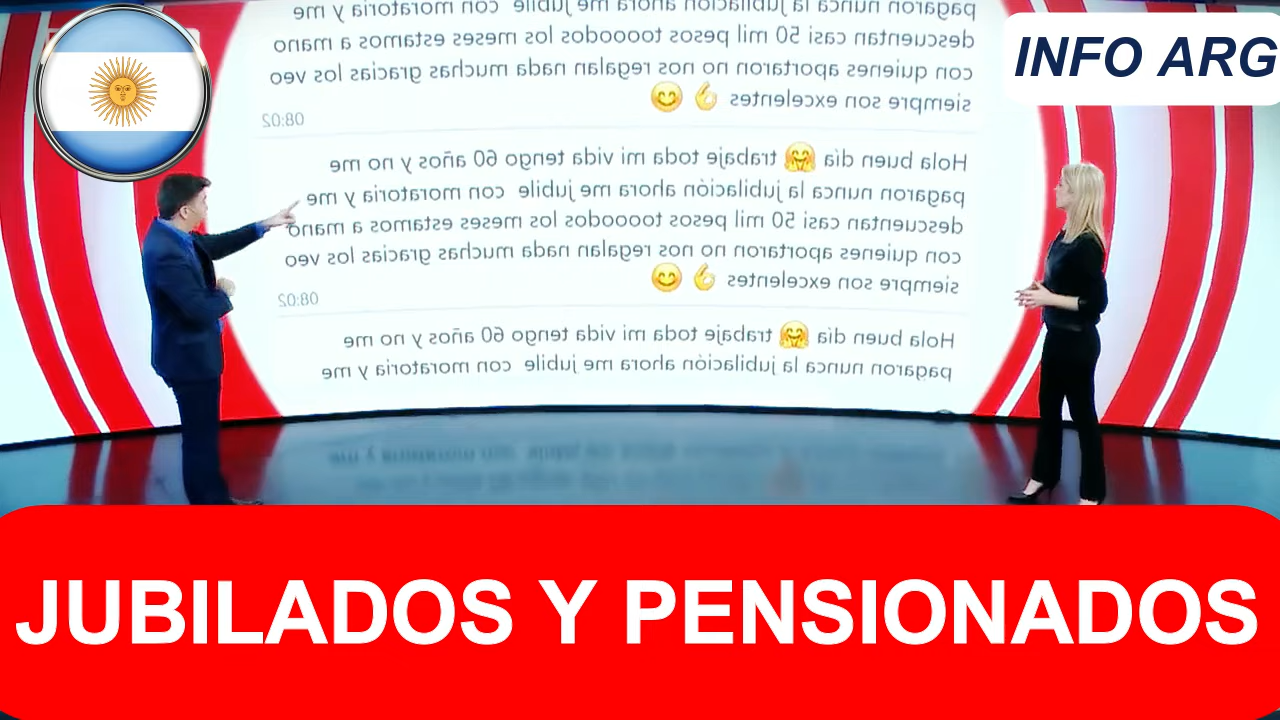 INFO ARG
pagaron nunca la jubilación ahora me jubile con moratoria y me
descuentan casi 50 mil pesos toooodos los meses estamos a mano
con quienes aportaron no nos regalan nada muchas gracias los veo
siempre son excelentes 👌 😊
08:02
Hola buen día 🤗 trabaje toda mi vida tengo 60 años y no me
pagaron nunca la jubilación ahora me jubile con moratoria y me
descuentan casi 50 mil pesos toooodos los meses estamos a mano
con quienes aportaron no nos regalan nada muchas gracias los veo
siempre son excelentes 👌 😊
08:02
Hola buen día 🤗 trabaje toda mi vida tengo 60 años y no me
pagaron nunca la jubilación ahora me jubile con moratoria y me
JUBILADOS Y PENSIONADOS